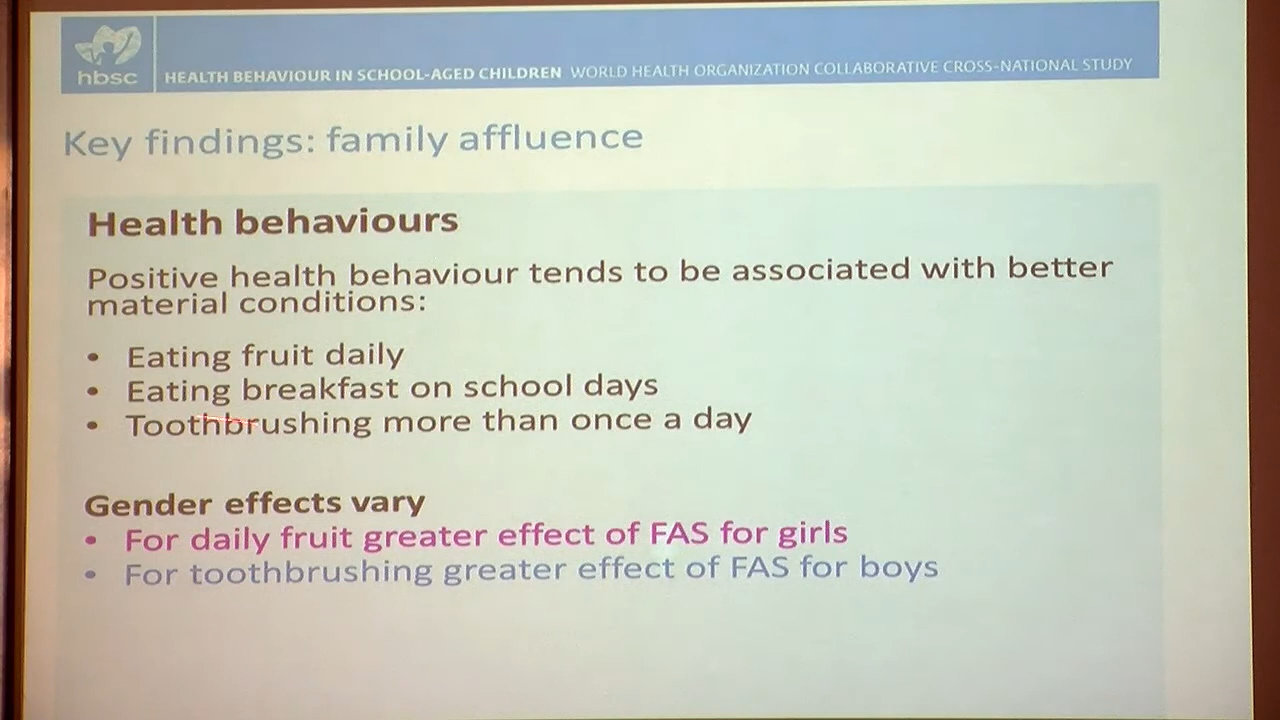 hbsc
HEALTH BEHAVIOUR IN SCHOOL-AGED CHILDREN WORLD HEALTH ORGANIZATION COLLABORATIVE CROSS-NATIONAL STUDY
Key findings: family affluence
Health behaviours
Positive health behaviour tends to be associated with better
material conditions:
• Eating fruit daily
• Eating breakfast on school days
• Toothbrushing more than once a day
Gender effects vary
• For daily fruit greater effect of FAS for girls
• For toothbrushing greater effect of FAS for boys